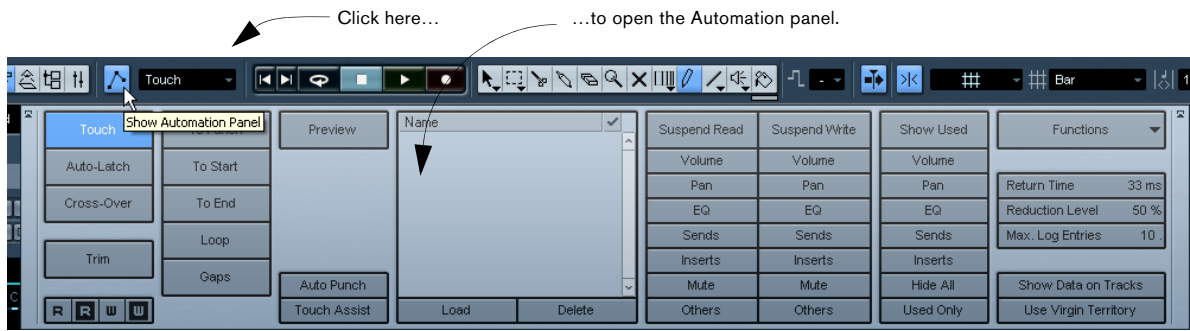 Click here… …to open the Automation panel.
Touch
Bar
1
Show Automation Panel
Touch
Auto-Latch
Cross-Over
Trim
R R W W
To Start
To End
Loop
Gaps
Preview
Auto Punch
Touch Assist
Name
Load Delete
Suspend Read Suspend Write Show Used
Volume Volume Volume
Pan Pan Pan
EQ EQ EQ
Sends Sends Sends
Inserts Inserts Inserts
Mute Mute Hide All
Others Others Used Only
Functions
Return Time 33 ms
Reduction Level 50 %
Max. Log Entries 10 .
Show Data on Tracks
Use Virgin Territory